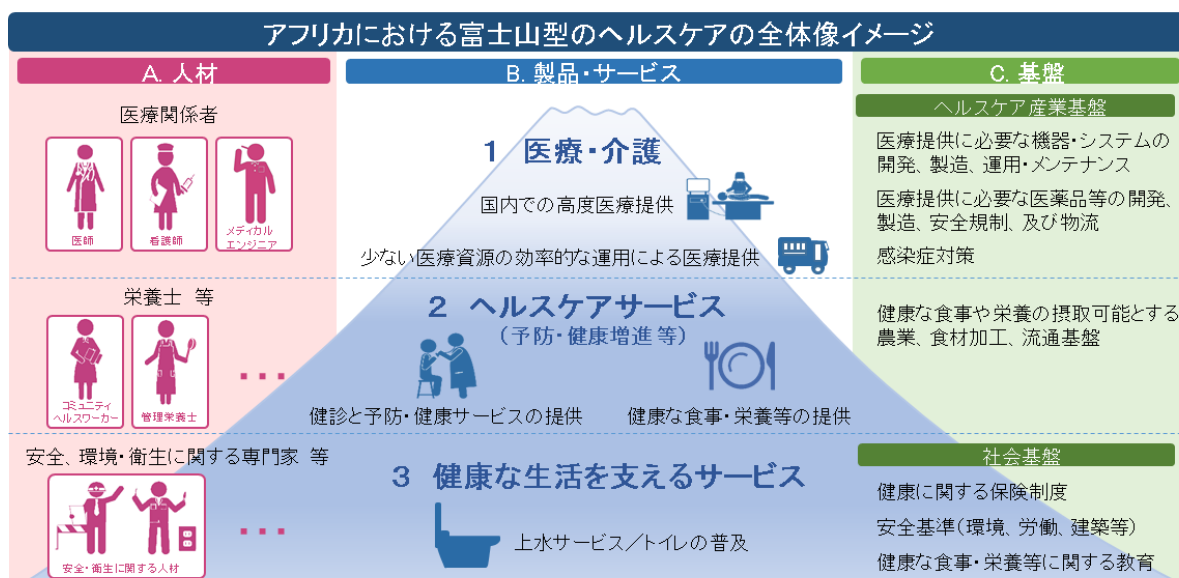 アフリカにおける富士山型のヘルスケアの全体像イメージ
A. 人材
B. 製品・サービス
C. 基盤
医療関係者
医師
看護師
メディカル
エンジニア
1 医療・介護
国内での高度医療提供
少ない医療資源の効率的な運用による医療提供
ヘルスケア産業基盤
医療提供に必要な機器・システムの
開発、製造、運用・メンテナンス
医療提供に必要な医薬品等の開発、
製造、安全規制、及び物流
感染症対策
栄養士 等
コミュニティ
ヘルスワーカー
管理栄養士
...
2 ヘルスケアサービス
(予防・健康増進等)
健診と予防・健康サービスの提供
健康な食事・栄養等の提供
健康な食事や栄養の摂取可能とする
農業、食材加工、流通基盤
安全、環境・衛生に関する専門家 等
安全・衛生に関する人材
...
3 健康な生活を支えるサービス
上水サービス/トイレの普及
社会基盤
健康に関する保険制度
安全基準(環境、労働、建築等)
健康な食事・栄養等に関する教育